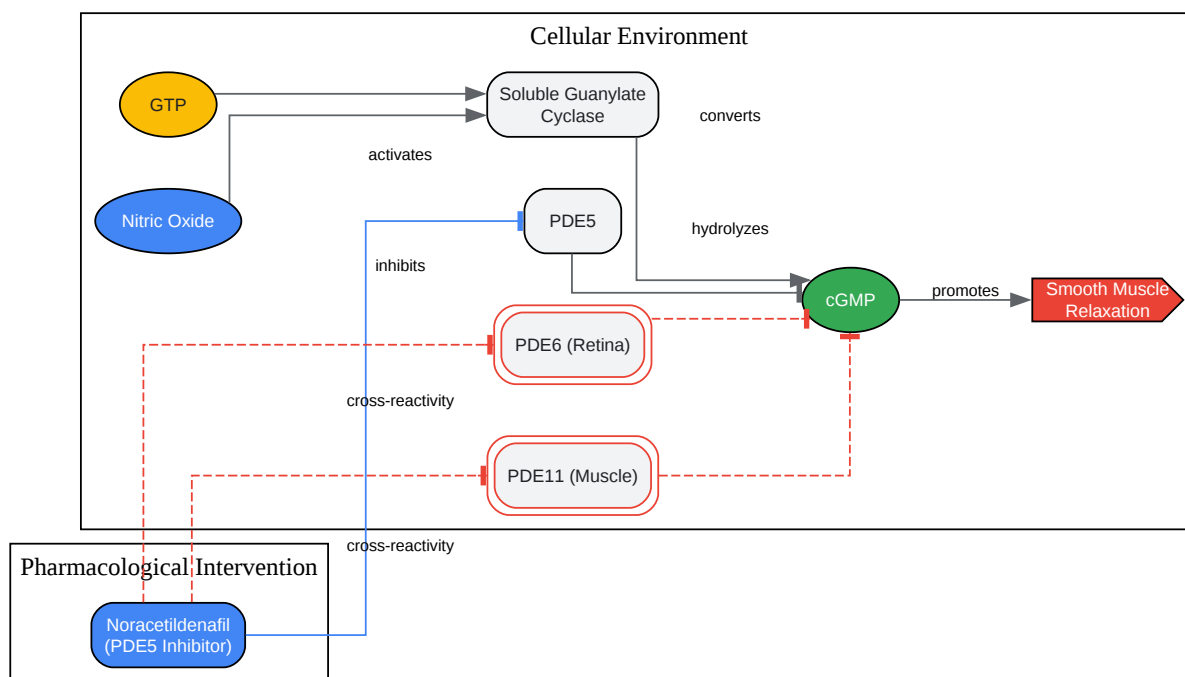 Cellular Environment
GTP
Soluble Guanylate
Cyclase
converts
activates
Nitric Oxide
PDE5
hydrolyzes
inhibits
cGMP
promotes
Smooth Muscle
Relaxation
PDE6 (Retina)
cross-reactivity
PDE11 (Muscle)
cross-reactivity
Pharmacological Intervention
Noracetildenafil
(PDE5 Inhibitor)